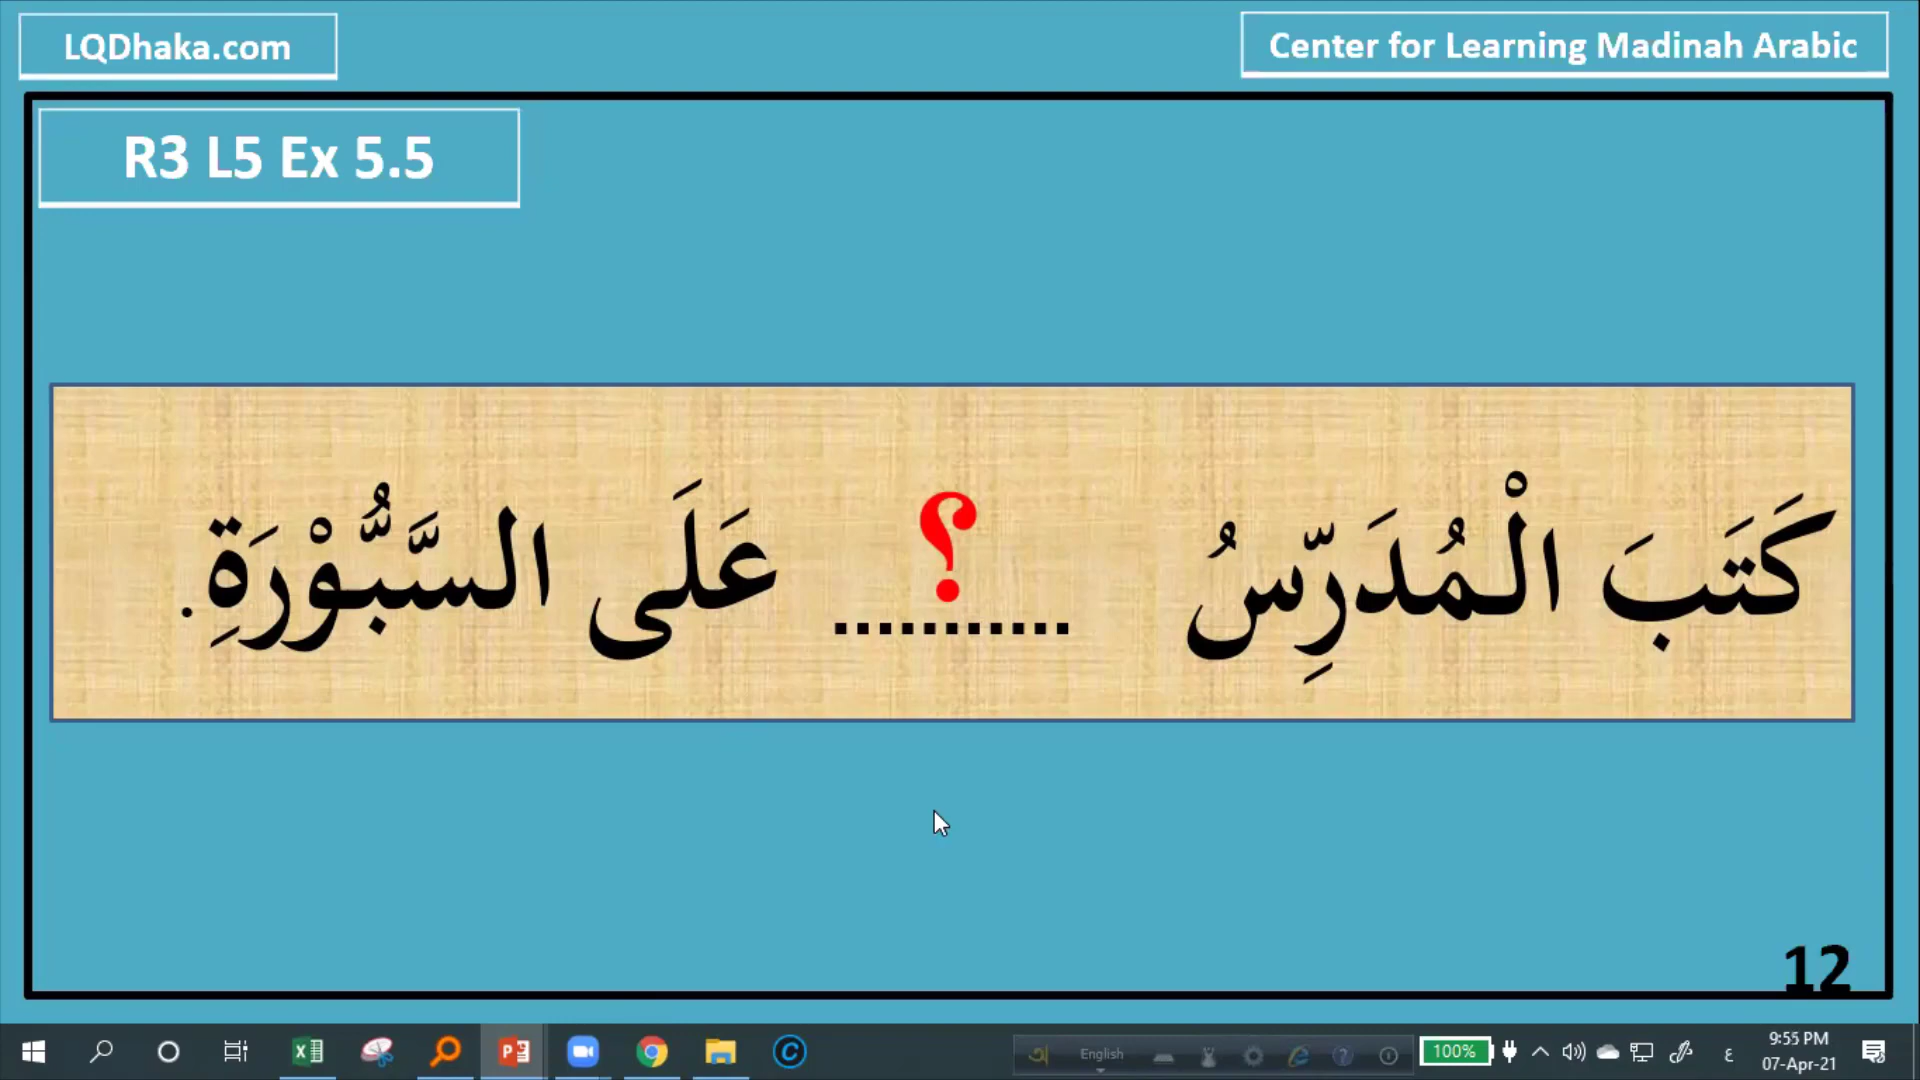 LQDhaka.com
Center for Learning Madinah Arabic
R3 L5 Ex 5.5
كَتَبَ الْمُدَرِّسُ ...........؟ عَلَى السَّبُّوْرَةِ.
12
English
100%
ع
9:55 PM
07-Apr-21